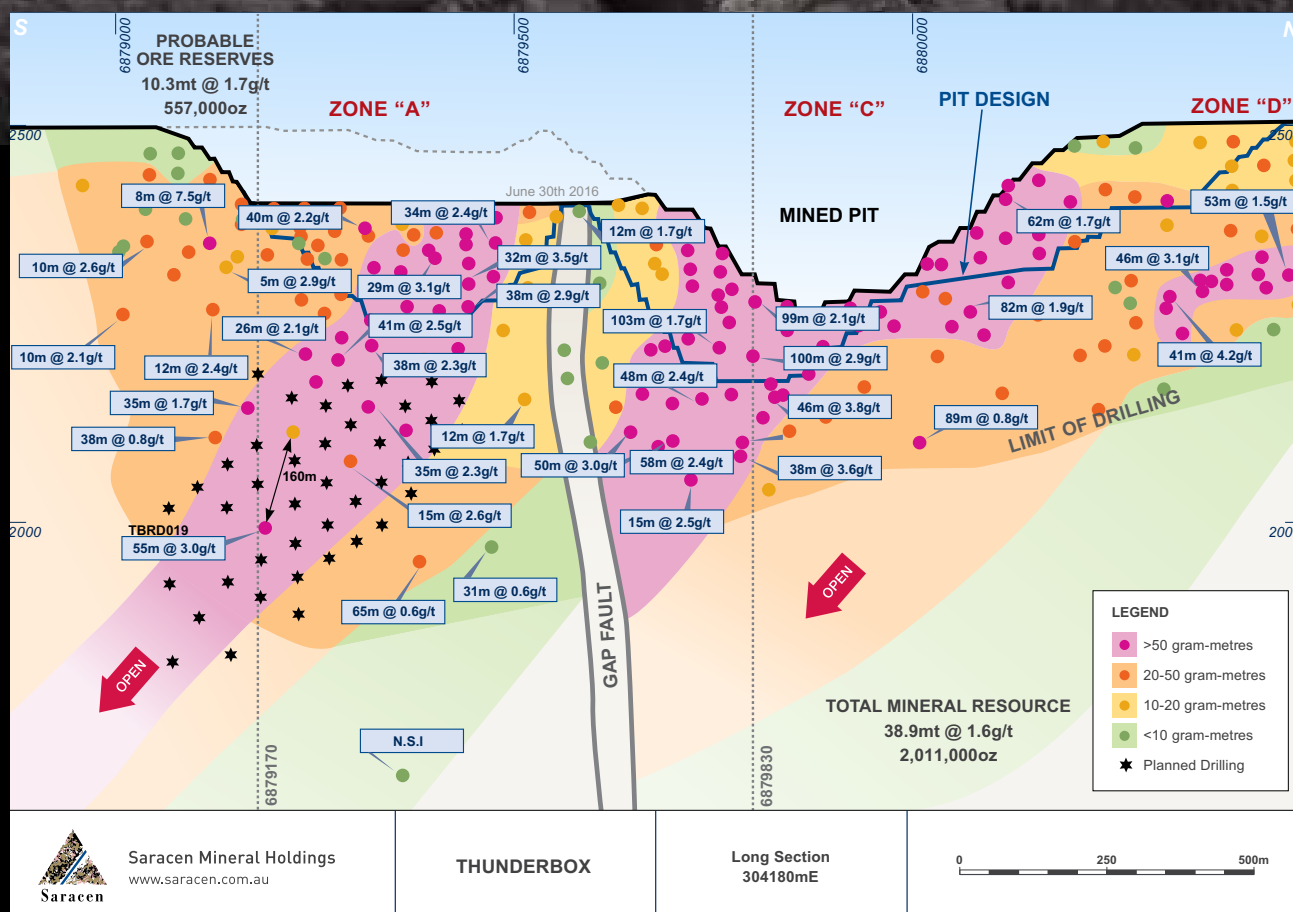 S
N
6879000
6879500
6880000
PROBABLE
ORE RESERVES
10.3mt @ 1.7g/t
557,000oz
ZONE “A”
ZONE “C”
PIT DESIGN
ZONE “D”
2500
250
June 30th 2016
MINED PIT
8m @ 7.5g/t
40m @ 2.2g/t
34m @ 2.4g/t
12m @ 1.7g/t
62m @ 1.7g/t
53m @ 1.5g/t
10m @ 2.6g/t
5m @ 2.9g/t
29m @ 3.1g/t
32m @ 3.5g/t
38m @ 2.9g/t
46m @ 3.1g/t
26m @ 2.1g/t
41m @ 2.5g/t
103m @ 1.7g/t
99m @ 2.1g/t
82m @ 1.9g/t
10m @ 2.1g/t
12m @ 2.4g/t
38m @ 2.3g/t
48m @ 2.4g/t
100m @ 2.9g/t
41m @ 4.2g/t
35m @ 1.7g/t
46m @ 3.8g/t
89m @ 0.8g/t
LIMIT OF DRILLING
38m @ 0.8g/t
12m @ 1.7g/t
160m
35m @ 2.3g/t
50m @ 3.0g/t
58m @ 2.4g/t
38m @ 3.6g/t
15m @ 2.6g/t
15m @ 2.5g/t
2000
200
TBRD019
55m @ 3.0g/t
65m @ 0.6g/t
31m @ 0.6g/t
OPEN
OPEN
GAP FAULT
N.S.I
6879170
6879830
TOTAL MINERAL RESOURCE
38.9mt @ 1.6g/t
2,011,000oz
LEGEND
>50 gram-metres
20-50 gram-metres
10-20 gram-metres
<10 gram-metres
Planned Drilling
Saracen
Saracen Mineral Holdings
www.saracen.com.au
THUNDERBOX
Long Section
304180mE
0 250 500m